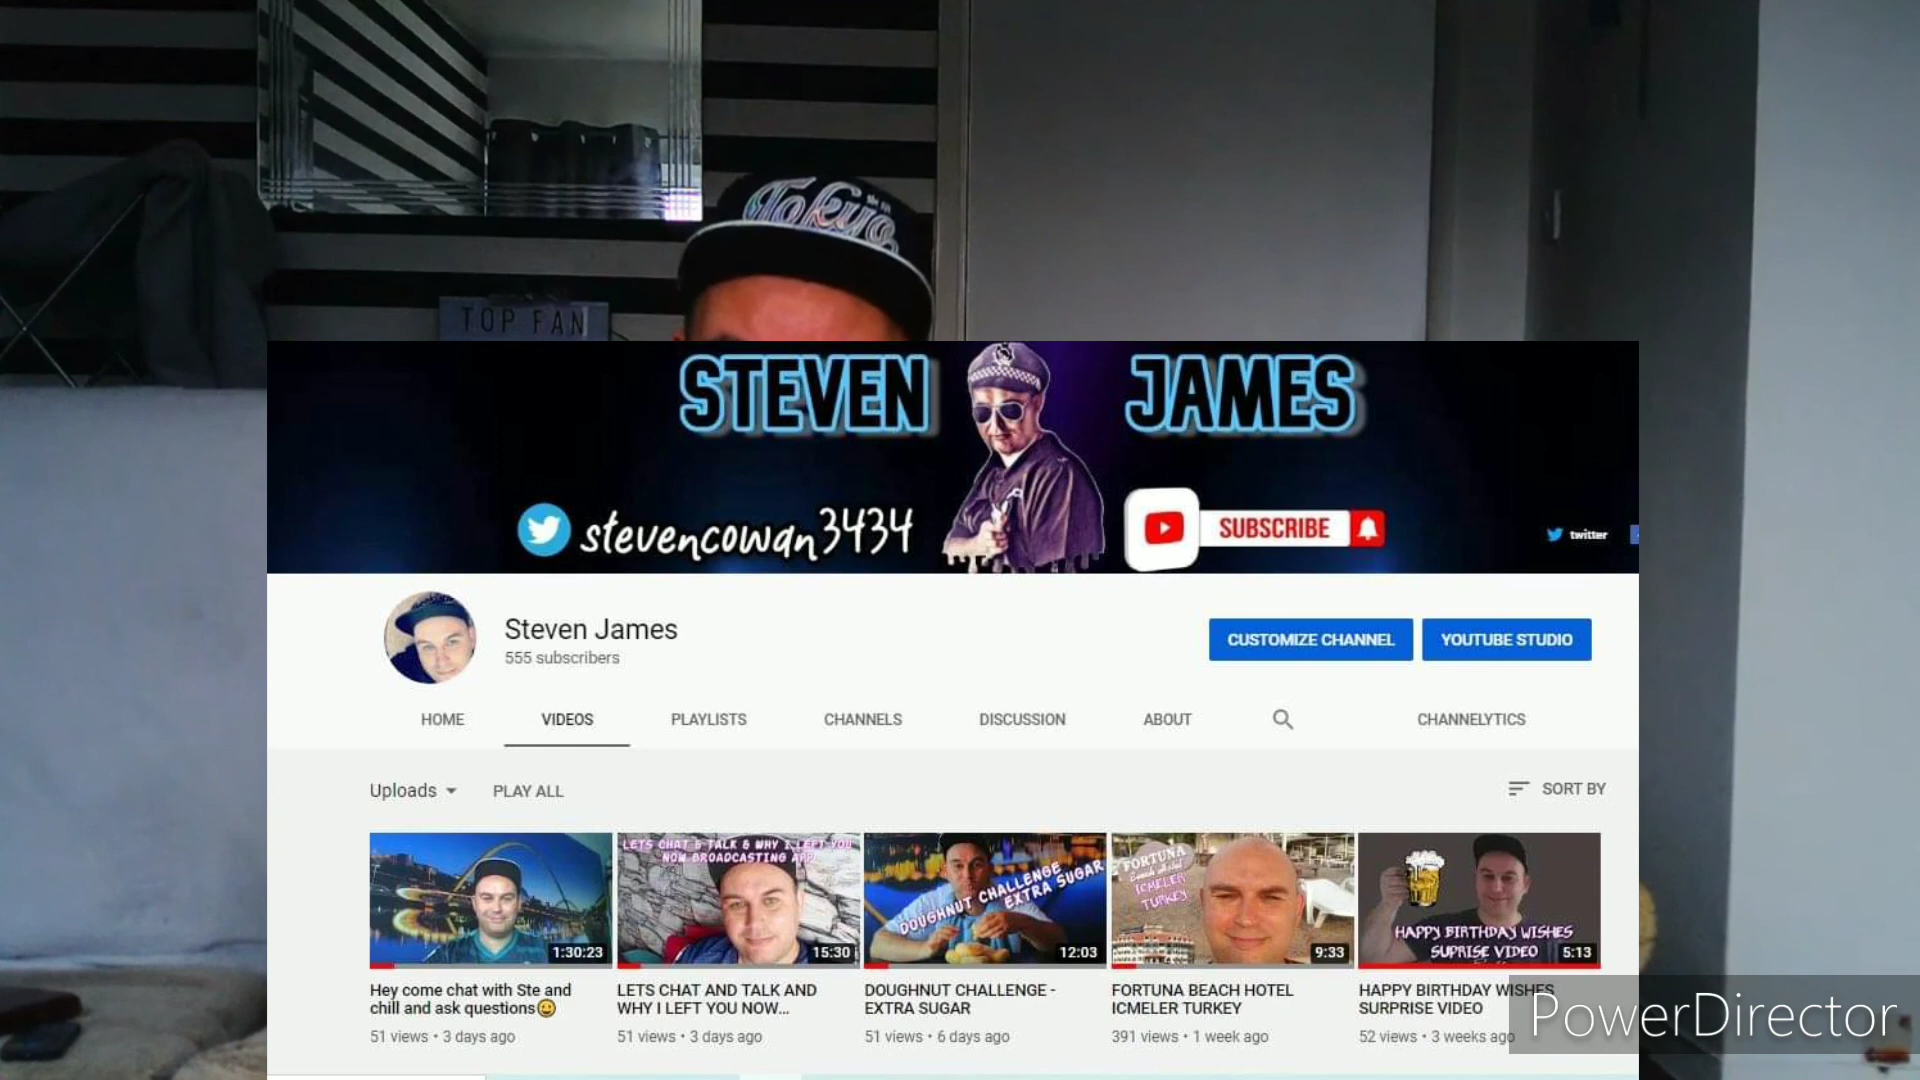 Tokyo
TOP FAN
STEVEN JAMES
stevencowan3434
SUBSCRIBE
twitter
Steven James
555 subscribers
CUSTOMIZE CHANNEL
YOUTUBE STUDIO
HOME
VIDEOS
PLAYLISTS
CHANNELS
DISCUSSION
ABOUT
CHANNELYTICS
Uploads
PLAY ALL
SORT BY
1:30:23
LETS CHAT & TALK & WHY I LEFT YOU
NOW BROADCASTING APP
15:30
DOUGHNUT CHALLENGE
EXTRA SUGAR
12:03
FORTUNA
Beach Hotel
ICMELER
TURKEY
9:33
HAPPY BIRTHDAY WISHES
SUPRISE VIDEO
5:13
Hey come chat with Ste and
chill and ask questions😀
51 views • 3 days ago
LETS CHAT AND TALK AND
WHY I LEFT YOU NOW...
51 views • 3 days ago
DOUGHNUT CHALLENGE -
EXTRA SUGAR
51 views • 6 days ago
FORTUNA BEACH HOTEL
ICMELER TURKEY
391 views • 1 week ago
HAPPY BIRTHDAY WISHES
SURPRISE VIDEO
52 views • 3 weeks ago
PowerDirector